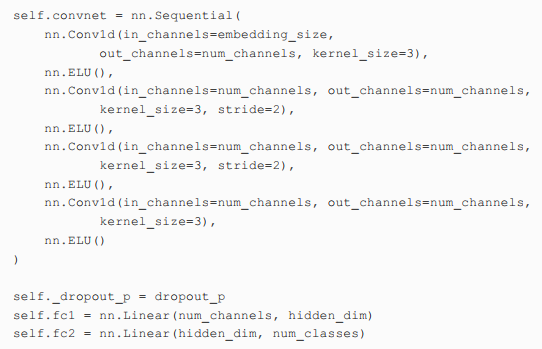 self.convnet = nn.Sequential(
    nn.Conv1d(in_channels=embedding_size,
           out_channels=num_channels, kernel_size=3),
    nn.ELU(),
    nn.Conv1d(in_channels=num_channels, out_channels=num_channels,
           kernel_size=3, stride=2),
    nn.ELU(),
    nn.Conv1d(in_channels=num_channels, out_channels=num_channels,
           kernel_size=3, stride=2),
    nn.ELU(),
    nn.Conv1d(in_channels=num_channels, out_channels=num_channels,
           kernel_size=3),
    nn.ELU()
)
self._dropout_p = dropout_p
self.fc1 = nn.Linear(num_channels, hidden_dim)
self.fc2 = nn.Linear(hidden_dim, num_classes)